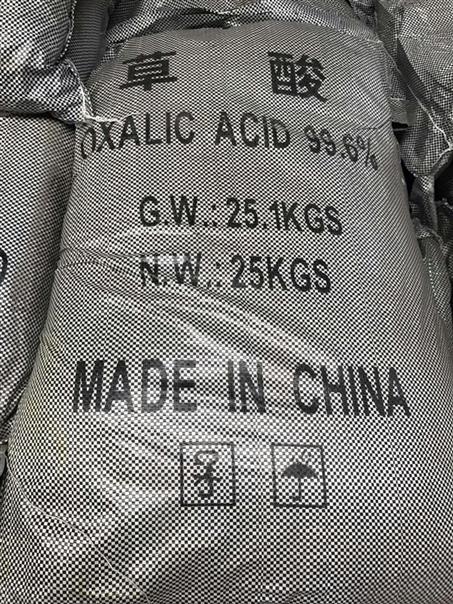 草 酸
OXALIC ACID 99.6%
G.W.: 25.1KGS
N.W.: 25KGS
MADE IN CHINA